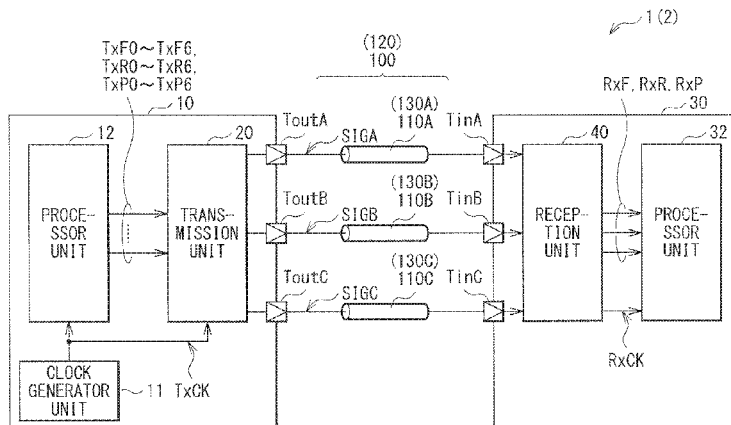 1(2)
TxF0～TxF6,
TxR0～TxR6,
TxP0～TxP6
(120)
100
RxF, RxR, RxP
10
30
12
20
ToutA
SIGA
(130A)
110A
TinA
40
32
PROCE-
SSOR
UNIT
TRANS-
MISSION
UNIT
ToutB
SIGB
(130B)
110B
TinB
RECEP-
TION
UNIT
PROCE-
SSOR
UNIT
ToutC
SIGC
(130C)
110C
TinC
RxCK
CLOCK
GENERATOR
UNIT
11
TxCK